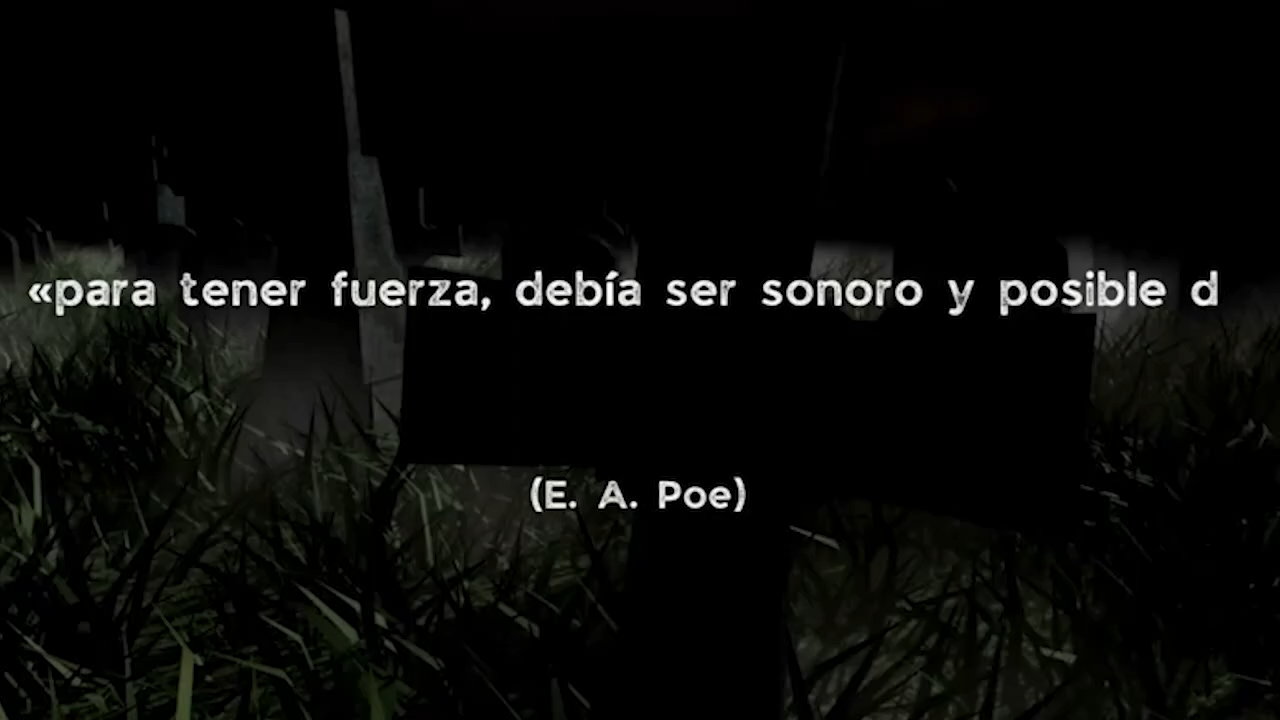 «para tener fuerza, debía ser sonoro y posible d
(E. A. Poe)